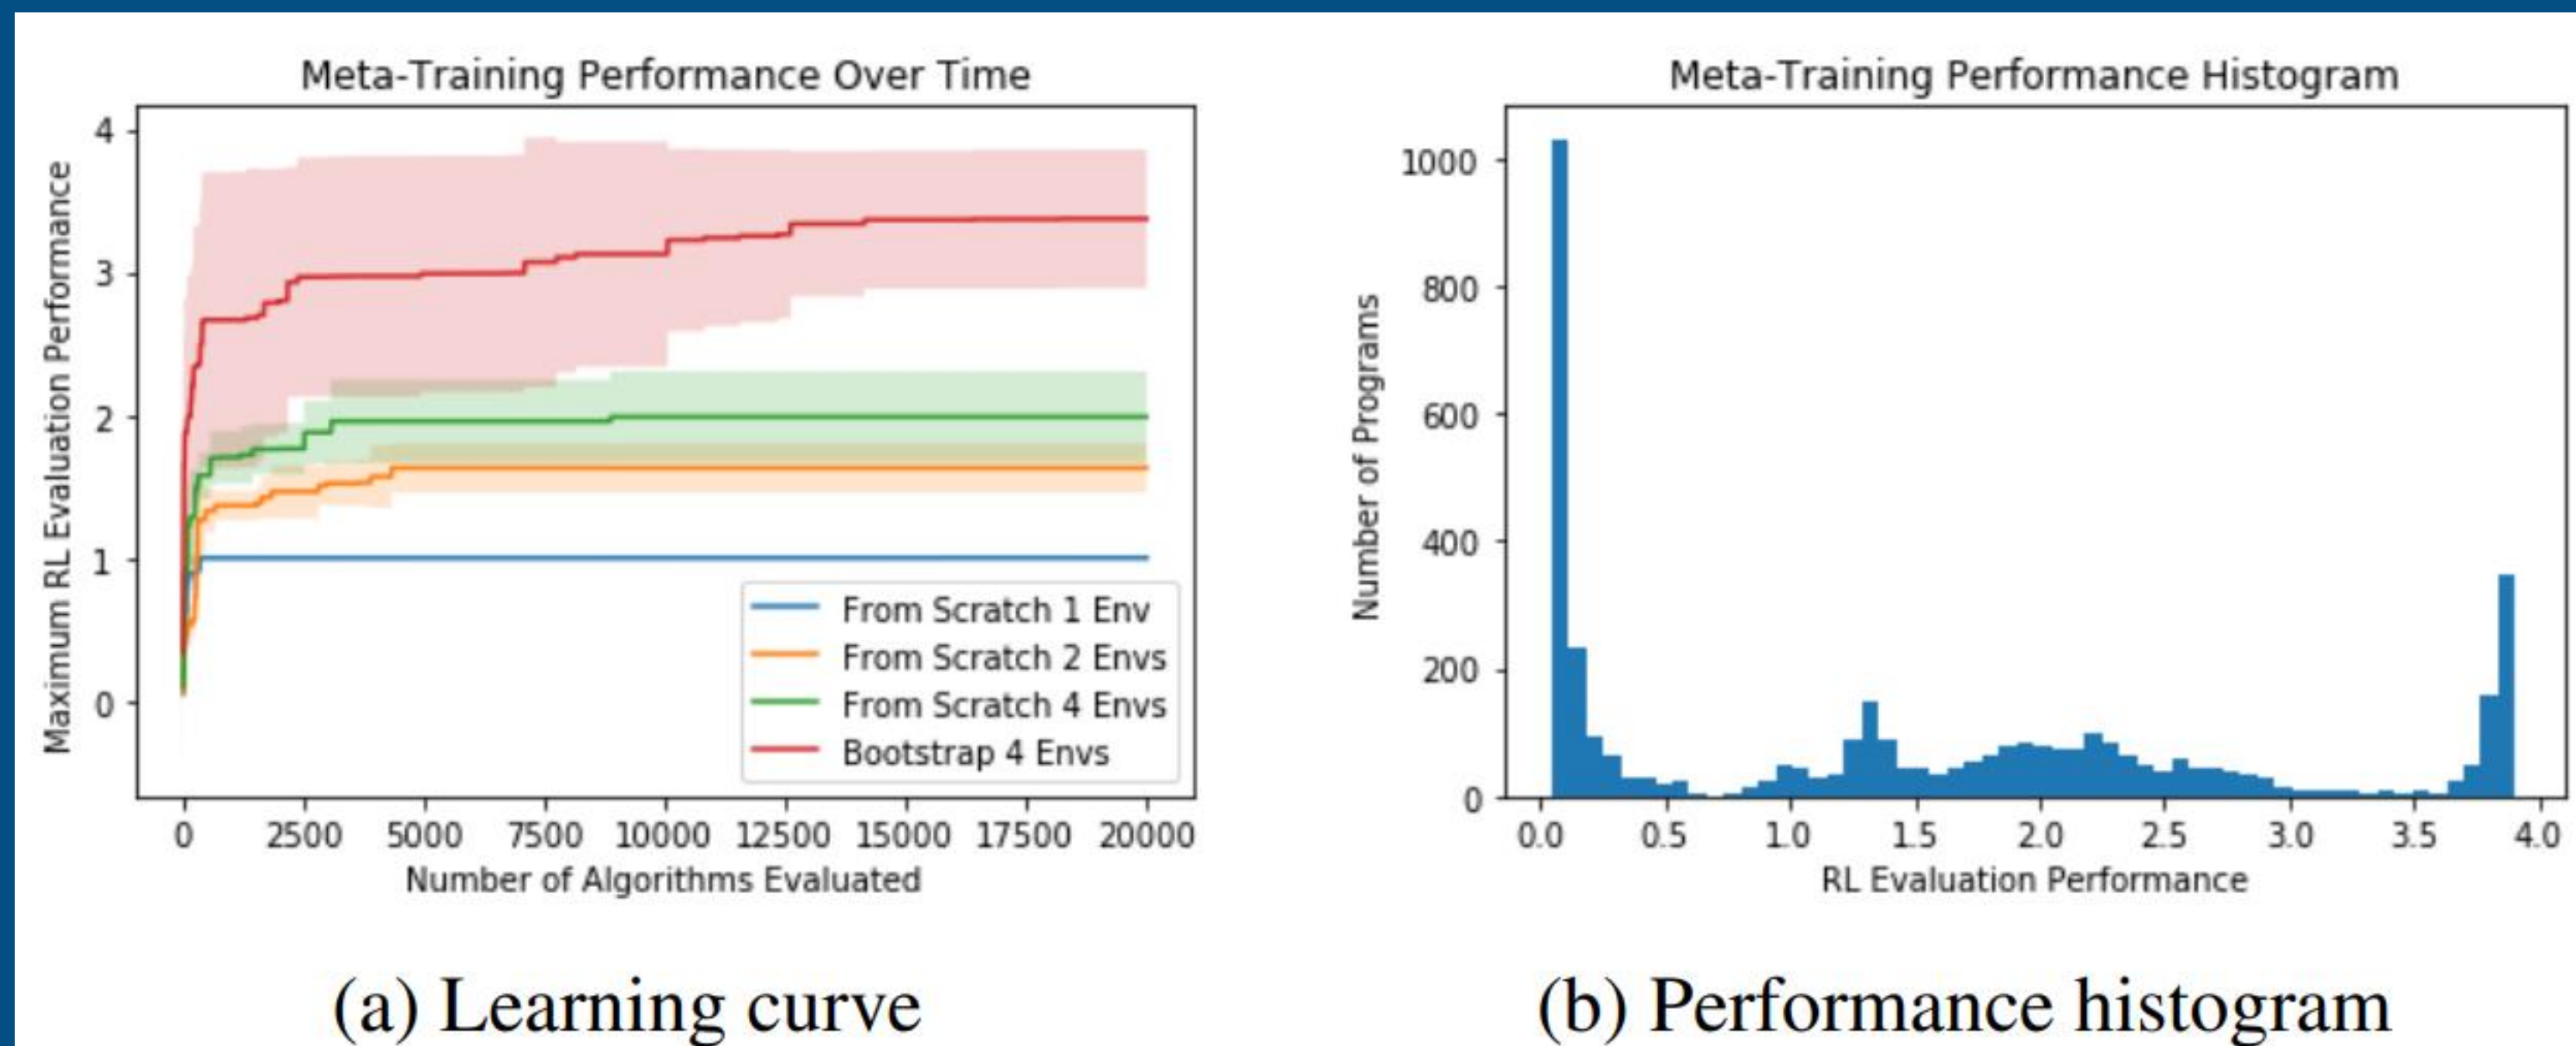 Meta-Training Performance Over Time
Maximum RL Evaluation Performance
4
3
2
1
0
From Scratch 1 Env
From Scratch 2 Envs
From Scratch 4 Envs
Bootstrap 4 Envs
0 2500 5000 7500 10000 12500 15000 17500 20000
Number of Algorithms Evaluated
(a) Learning curve
Meta-Training Performance Histogram
Number of Programs
1000
800
600
400
200
0
0.0 0.5 1.0 1.5 2.0 2.5 3.0 3.5 4.0
RL Evaluation Performance
(b) Performance histogram